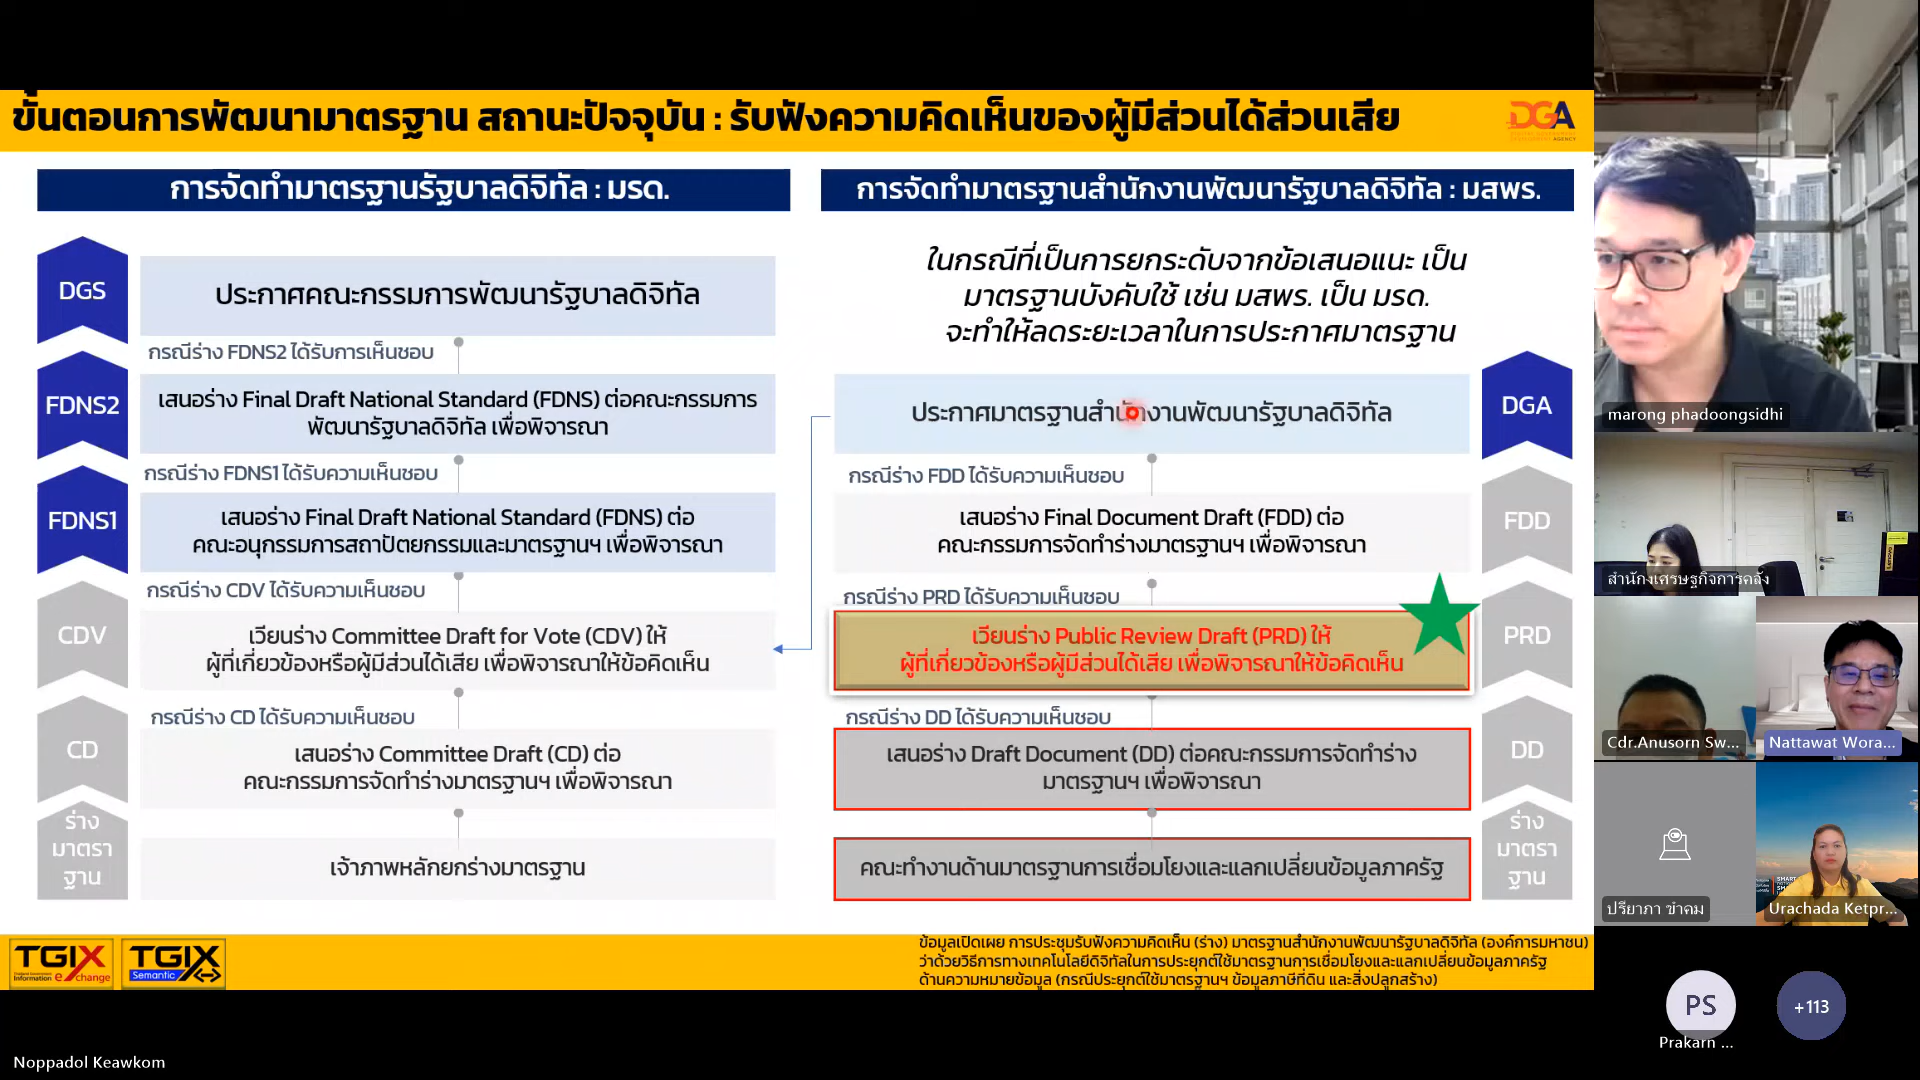 ขั้นตอนการพัฒนามาตรฐาน สถานะปัจจุบัน : รับฟังความคิดเห็นของผู้มีส่วนได้ส่วนเสีย
DGA
การจัดทำมาตรฐานรัฐบาลดิจิทัล : มรด.
DGS
ประกาศคณะกรรมการพัฒนารัฐบาลดิจิทัล
กรณีร่าง FDNS2 ได้รับการเห็นชอบ
FDNS2
เสนอร่าง Final Draft National Standard (FDNS) ต่อคณะกรรมการ
พัฒนารัฐบาลดิจิทัล เพื่อพิจารณา
กรณีร่าง FDNS1 ได้รับความเห็นชอบ
FDNS1
เสนอร่าง Final Draft National Standard (FDNS) ต่อ
คณะอนุกรรมการสถาปัตยกรรมและมาตรฐานฯ เพื่อพิจารณา
กรณีร่าง CDV ได้รับความเห็นชอบ
CDV
เวียนร่าง Committee Draft for Vote (CDV) ให้
ผู้ที่เกี่ยวข้องหรือผู้มีส่วนได้เสีย เพื่อพิจารณาให้ข้อคิดเห็น
กรณีร่าง CD ได้รับความเห็นชอบ
CD
เสนอร่าง Committee Draft (CD) ต่อ
คณะกรรมการจัดทำร่างมาตรฐานฯ เพื่อพิจารณา
ร่าง
มาตรา
ฐาน
เจ้าภาพหลักยกร่างมาตรฐาน
การจัดทำมาตรฐานสำนักงานพัฒนารัฐบาลดิจิทัล : มสพร.
ในกรณีที่เป็นการยกระดับจากข้อเสนอแนะ เป็น
มาตรฐานบังคับใช้ เช่น มสพร. เป็น มรด.
จะทำให้ลดระยะเวลาในการประกาศมาตรฐาน
ประกาศมาตรฐานสำนักงานพัฒนารัฐบาลดิจิทัล
DGA
กรณีร่าง FDD ได้รับความเห็นชอบ
เสนอร่าง Final Document Draft (FDD) ต่อ
คณะกรรมการจัดทำร่างมาตรฐานฯ เพื่อพิจารณา
FDD
กรณีร่าง PRD ได้รับความเห็นชอบ
เวียนร่าง Public Review Draft (PRD) ให้
ผู้ที่เกี่ยวข้องหรือผู้มีส่วนได้เสีย เพื่อพิจารณาให้ข้อคิดเห็น
PRD
กรณีร่าง DD ได้รับความเห็นชอบ
เสนอร่าง Draft Document (DD) ต่อคณะกรรมการจัดทำร่าง
มาตรฐานฯ เพื่อพิจารณา
DD
คณะทำงานด้านมาตรฐานการเชื่อมโยงและแลกเปลี่ยนข้อมูลภาครัฐ
ร่าง
มาตรา
ฐาน
TGIX
Information exchange
TGIX
Semantic
ข้อมูลเปิดเผย การประชุมรับฟังความคิดเห็น (ร่าง) มาตรฐานสำนักงานพัฒนารัฐบาลดิจิทัล (องค์การมหาชน)
ว่าด้วยวิธีการทางเทคโนโลยีดิจิทัลในการประยุกต์ใช้มาตรฐานการเชื่อมโยงและแลกเปลี่ยนข้อมูลภาครัฐ
ด้านความหมายข้อมูล (กรณีประยุกต์ใช้มาตรฐานฯ ข้อมูลภาษีที่ดิน และสิ่งปลูกสร้าง)
Noppadol Keawkom
marong phadoongsidhi
สำนักงเศรษฐกิจการคลัง
Cdr.Anusorn Sw...
Nattawat Wora...
ปรียาภา ขำคม
Urachada Ketpr...
PS
Prakarn ...
+113